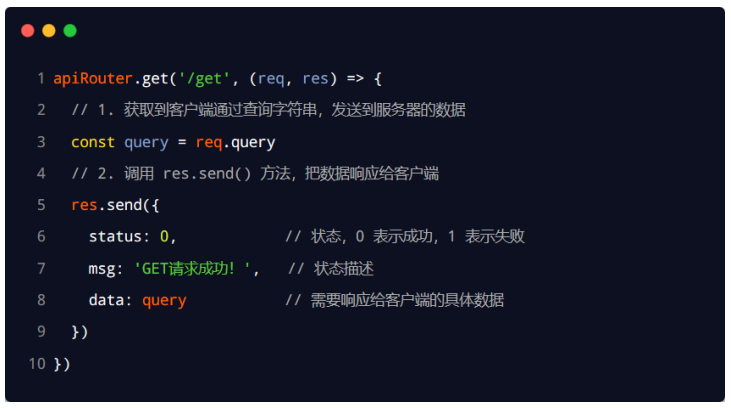 1 apiRouter.get('/get', (req, res) => {
2   // 1. 获取到客户端通过查询字符串，发送到服务器的数据
3   const query = req.query
4   // 2. 调用 res.send() 方法，把数据响应给客户端
5   res.send({
6     status: 0,            // 状态，0 表示成功，1 表示失败
7     msg: 'GET请求成功！',   // 状态描述
8     data: query           // 需要响应给客户端的具体数据
9   })
10 })